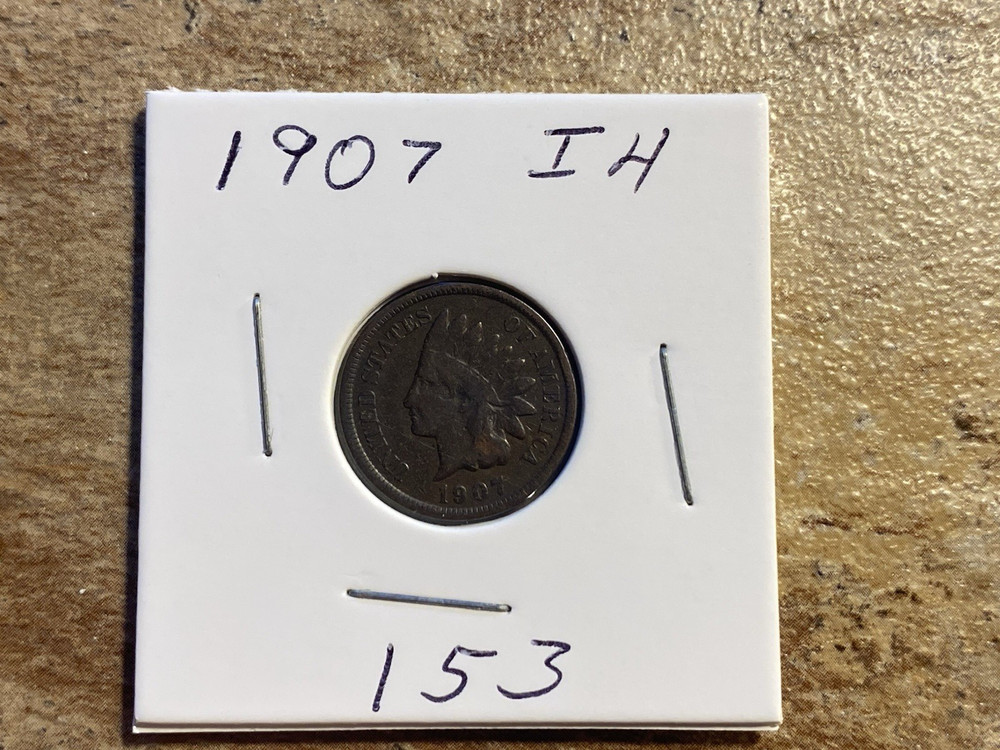 1907 IH
UNITED STATES OF AMERICA
1907
153